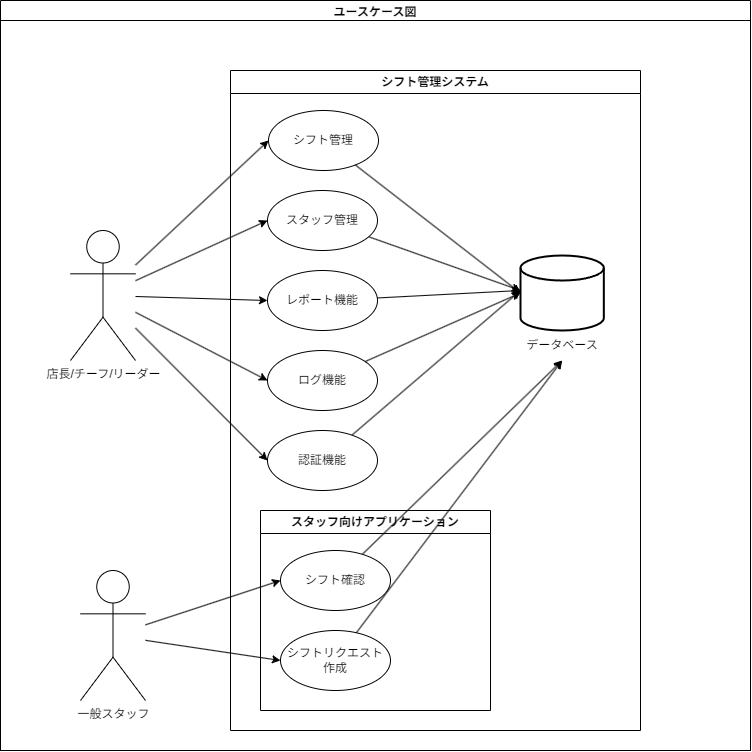 ユースケース図
シフト管理システム
シフト管理
スタッフ管理
レポート機能
ログ機能
認証機能
データベース
店長/チーフ/リーダー
スタッフ向けアプリケーション
シフト確認
シフトリクエスト
作成
一般スタッフ